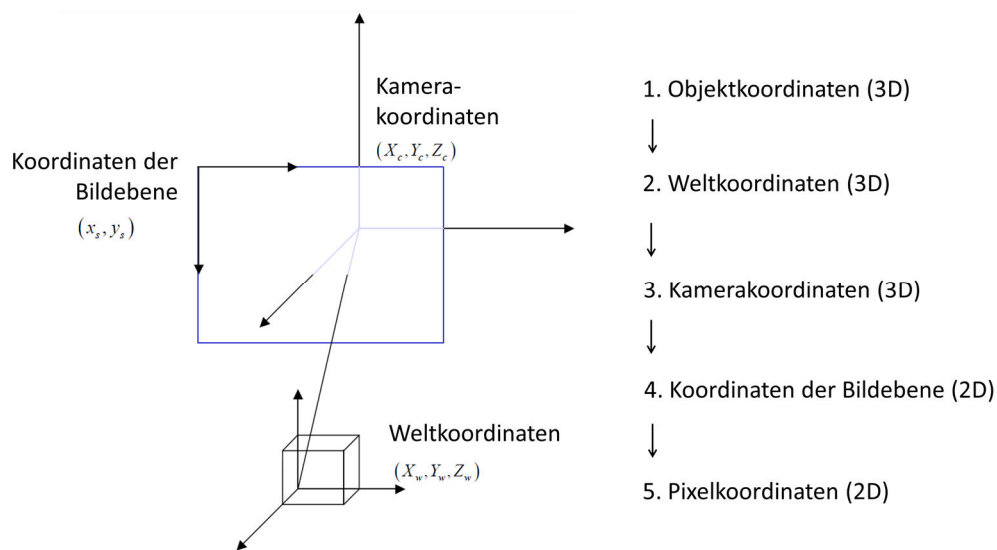 Kamera-
koordinaten
(X_c, Y_c, Z_c)
Koordinaten der
Bildebene
(x_s, y_s)
Weltkoordinaten
(X_w, Y_w, Z_w)
1. Objektkoordinaten (3D)
2. Weltkoordinaten (3D)
3. Kamerakoordinaten (3D)
4. Koordinaten der Bildebene (2D)
5. Pixelkoordinaten (2D)